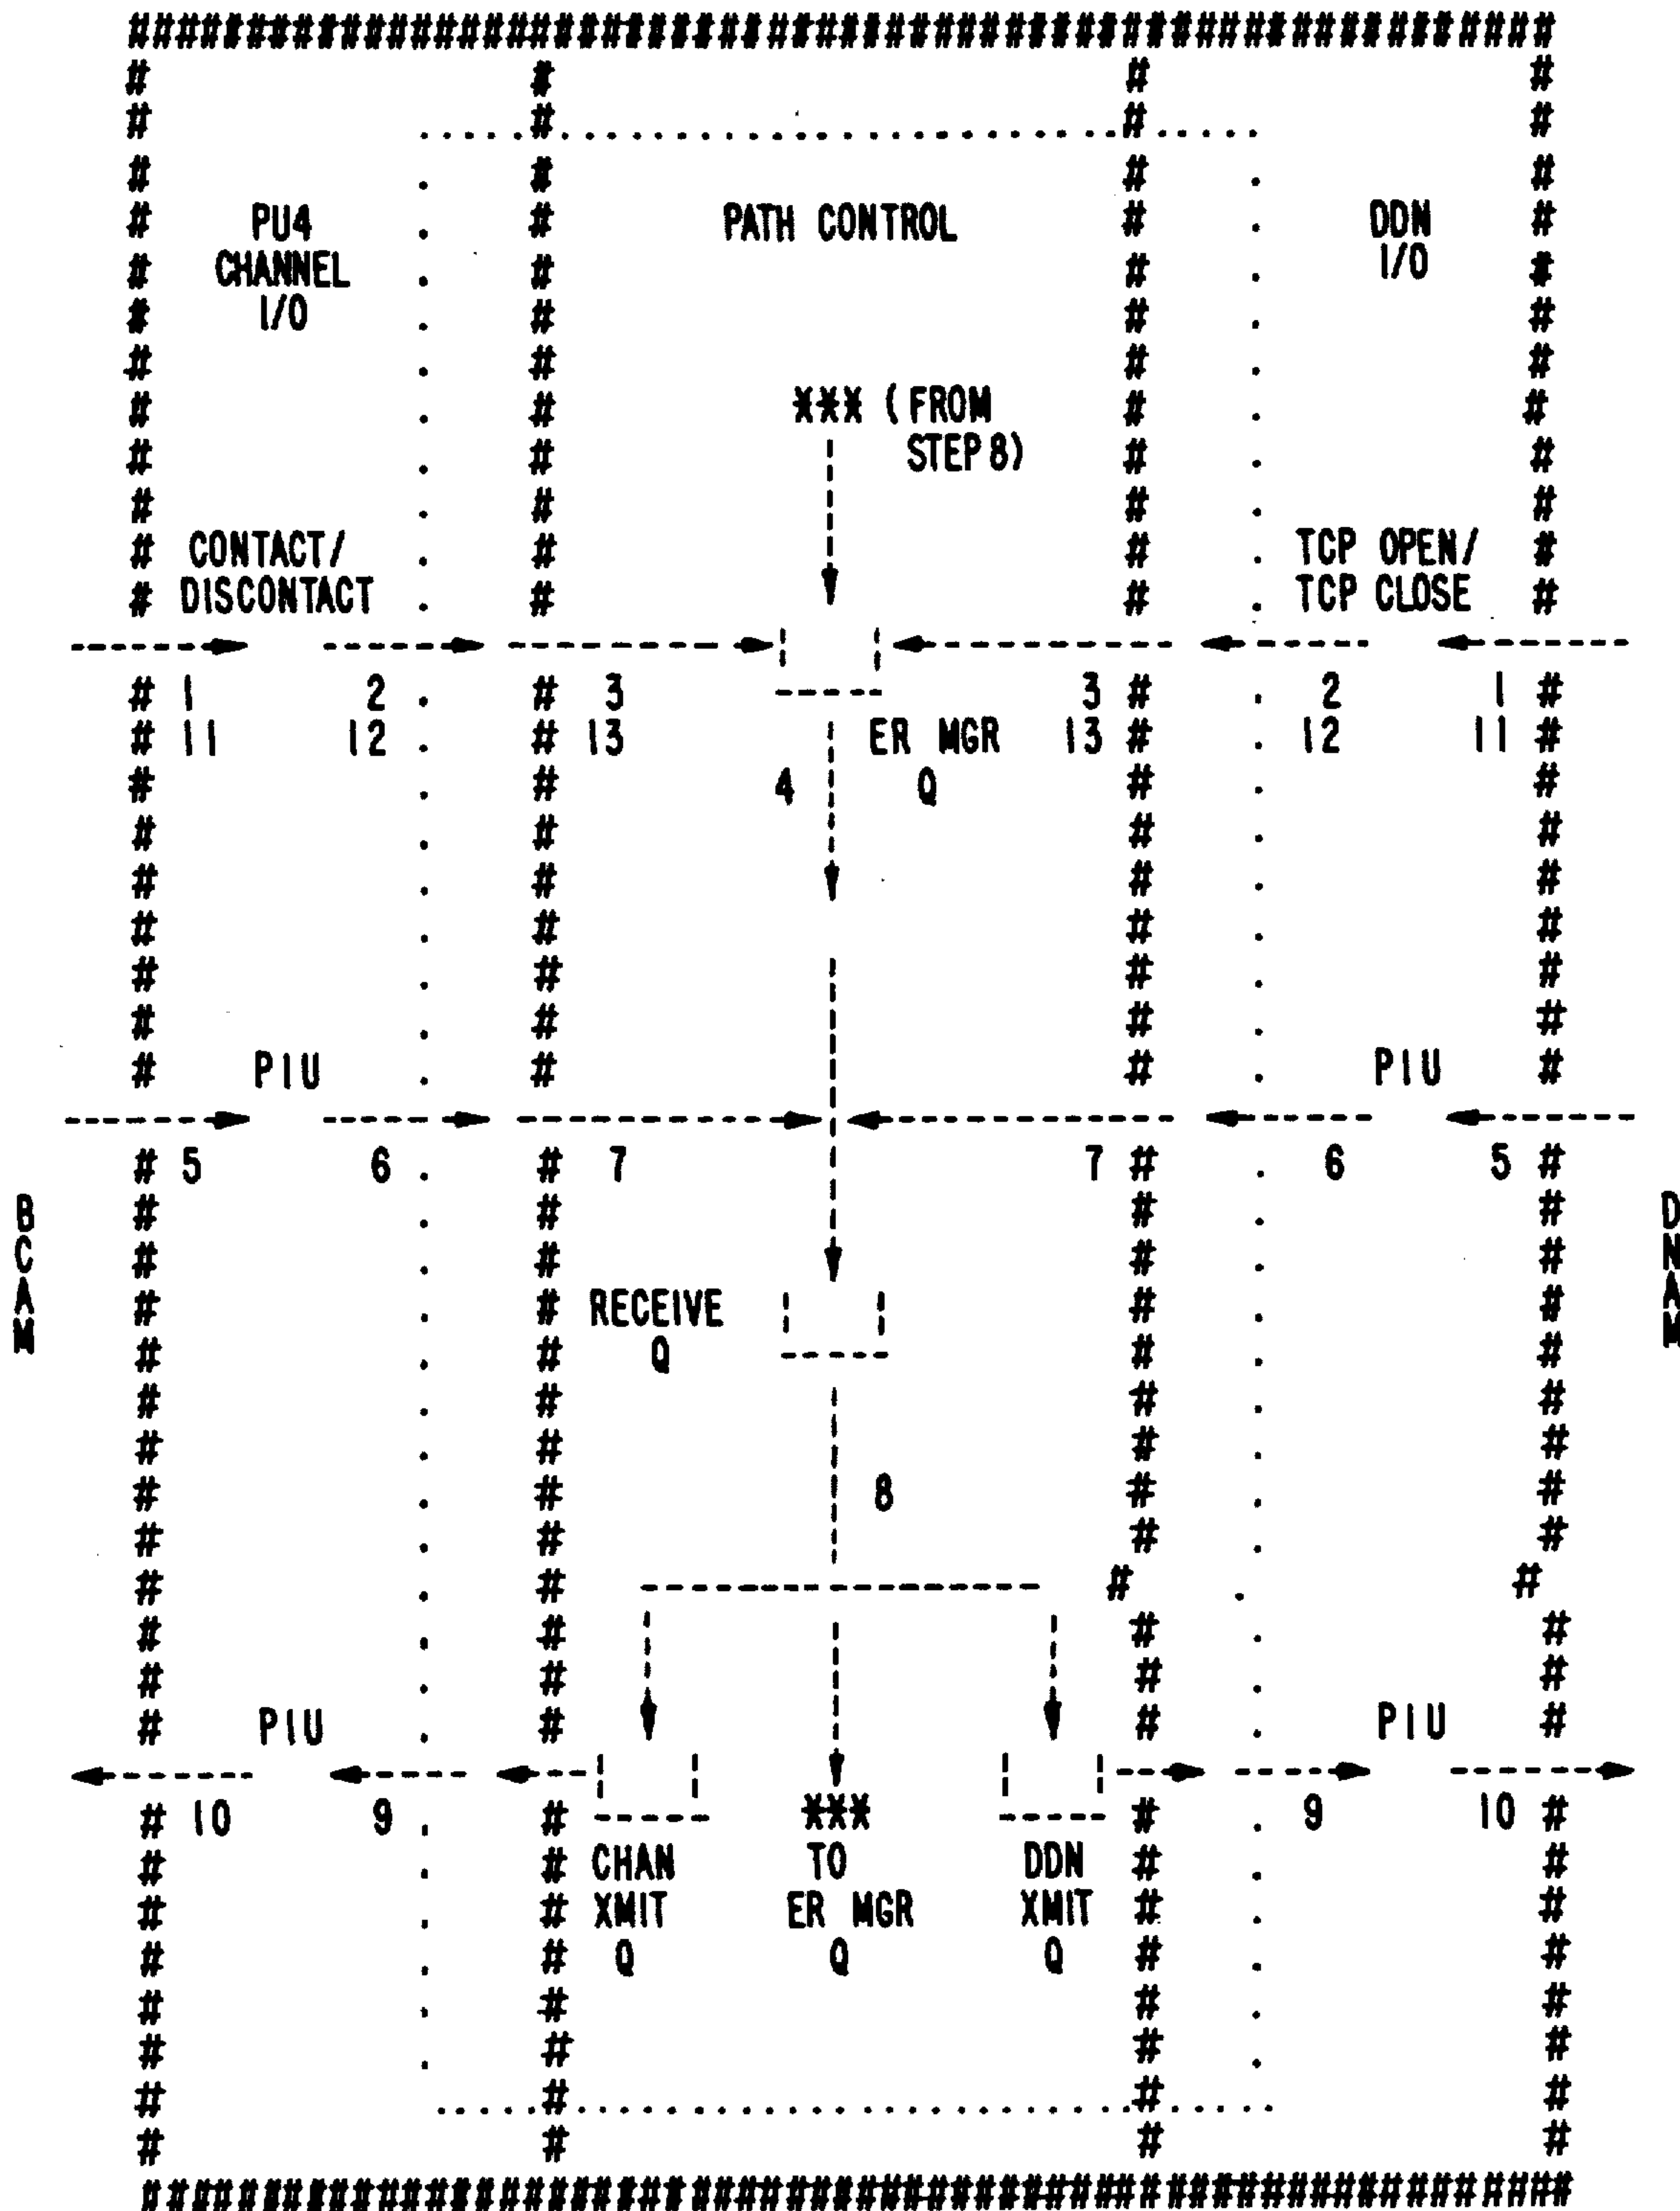 PU4 PATH CONTROL DDN
CHANNEL I/O
I/O
*** (FROM
STEP 8)
CONTACT/ TCP OPEN/
DISCONTACT TCP CLOSE
1 2 3 3 2 1
11 12 13 ER MGR 13 12 11
4 Q
PIU PIU
5 6 7 7 6 5
BCAM DNAM
RECEIVE
Q
8
PIU PIU
10 9 *** 9 10
CHAN TO DDN
XMIT ER MGR XMIT
Q Q Q